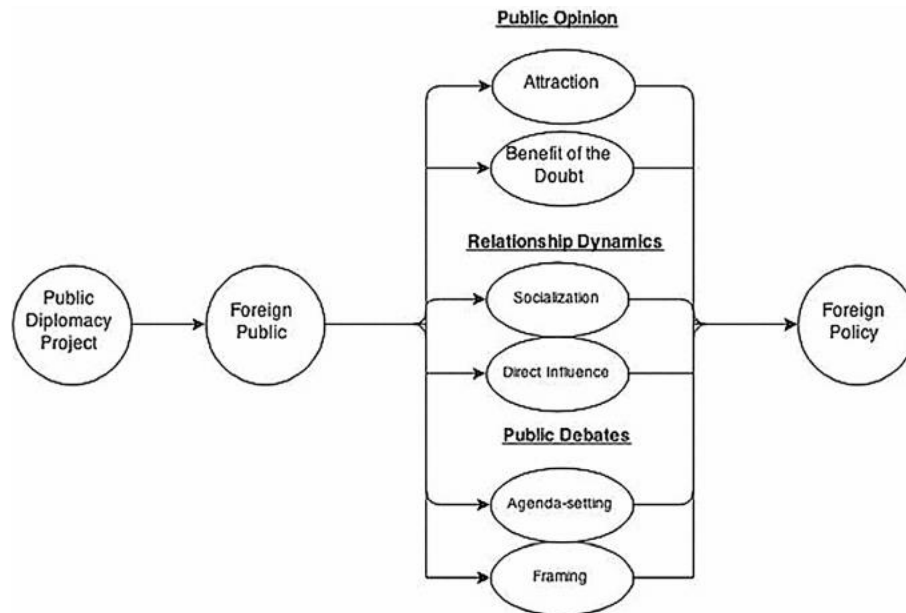 Public Opinion
Attraction
Benefit of the
Doubt
Relationship Dynamics
Public
Diplomacy
Project
Foreign
Public
Socialization
Direct Influence
Foreign
Policy
Public Debates
Agenda-setting
Framing